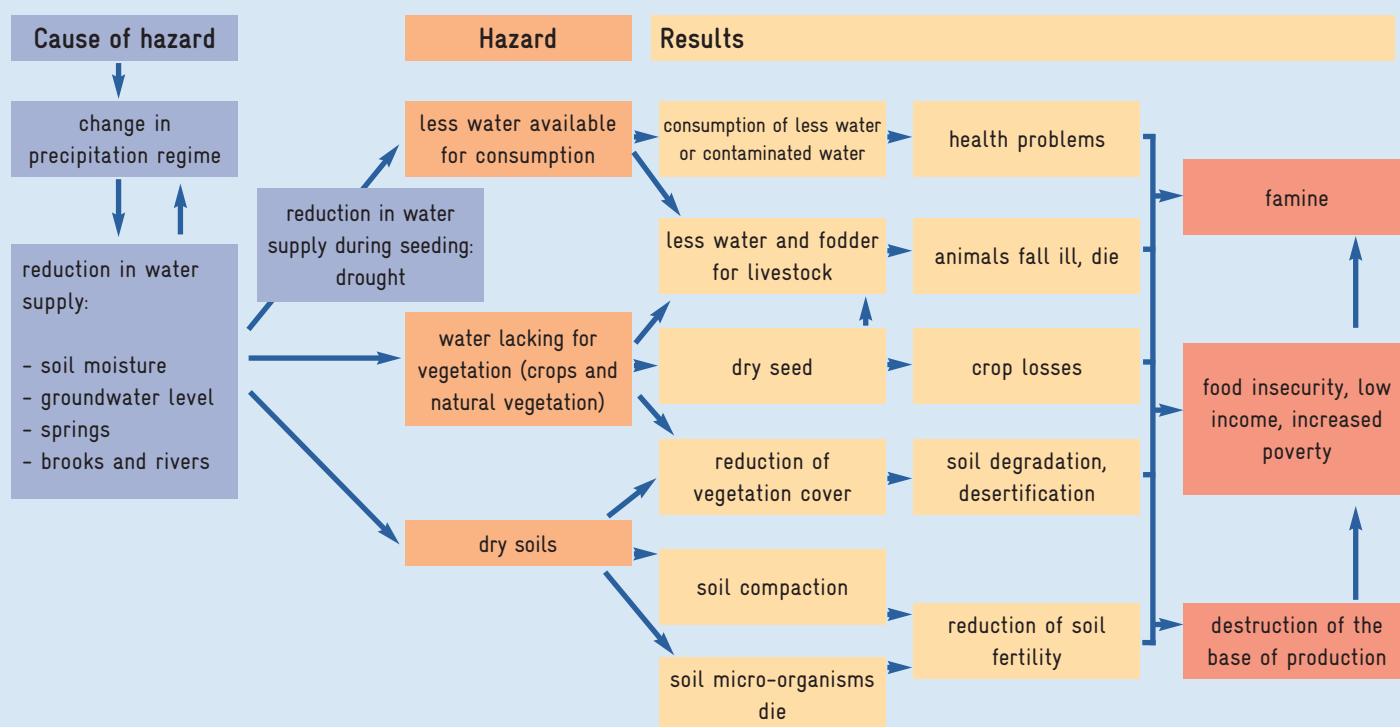 Cause of hazard
Hazard
Results
change in
precipitation regime
reduction in water
supply:
- soil moisture
- groundwater level
- springs
- brooks and rivers
reduction in water
supply during seeding:
drought
less water available
for consumption
water lacking for
vegetation (crops and
natural vegetation)
dry soils
consumption of less water
or contaminated water
less water and fodder
for livestock
dry seed
reduction of
vegetation cover
soil compaction
soil micro-organisms
die
health problems
animals fall ill, die
crop losses
soil degradation,
desertification
reduction of soil
fertility
famine
food insecurity, low
income, increased
poverty
destruction of the
base of production